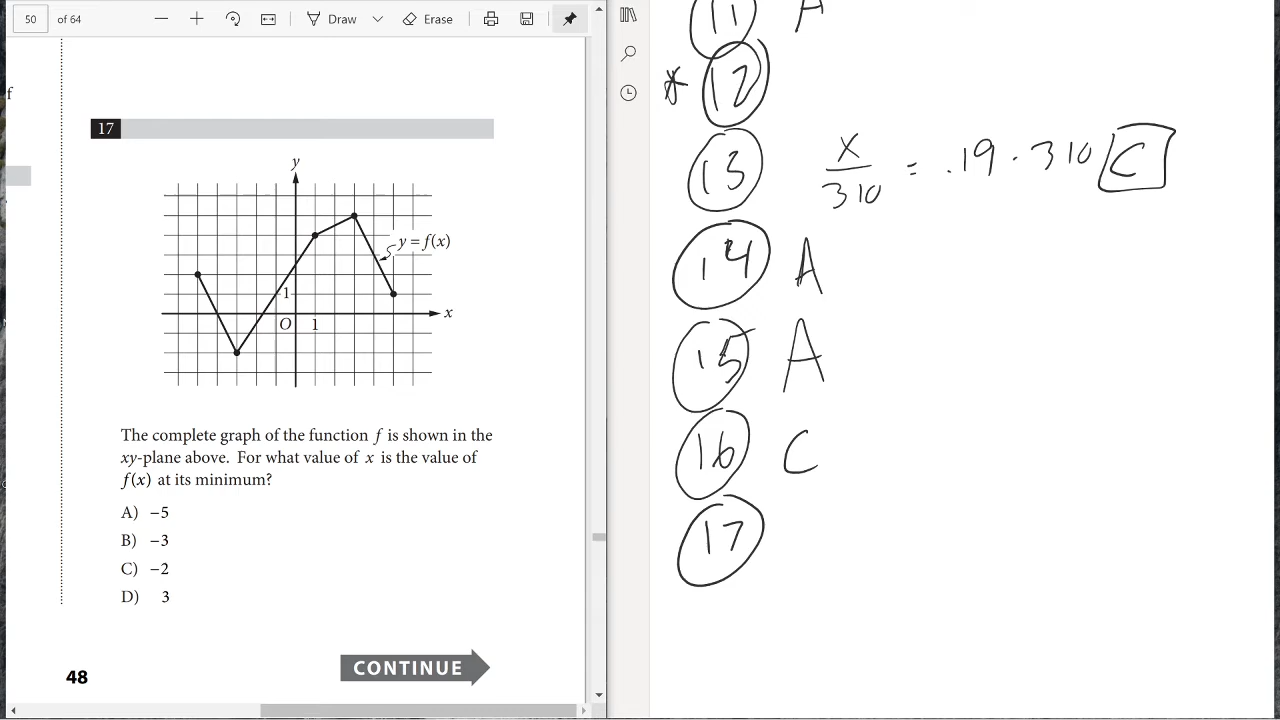 50 of 64 Draw Erase
f
17
y
y = f(x)
1
O 1 x
The complete graph of the function f is shown in the
xy-plane above. For what value of x is the value of
f(x) at its minimum?
A) −5
B) −3
C) −2
D) 3
CONTINUE
48
11 A
* 12
13 x/310 = .19 · 310 C
14 A
15 A
16 C
17